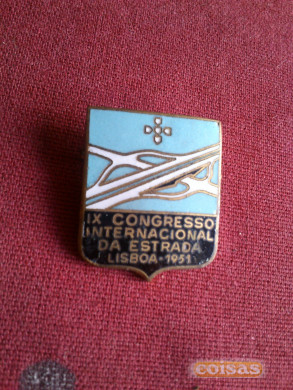 IX CONGRESSO
INTERNACIONAL
DA ESTRADA
LISBOA - 1951
coisas